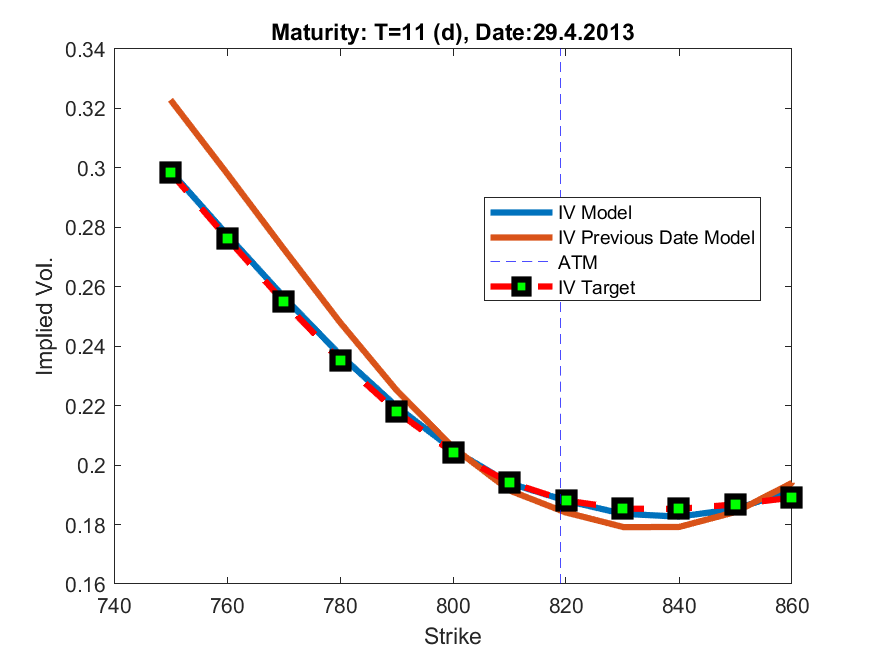 Maturity: T=11 (d), Date:29.4.2013
0.34
0.32
0.3
0.28
0.26
0.24
0.22
0.2
0.18
0.16
Implied Vol.
IV Model
IV Previous Date Model
ATM
IV Target
740
760
780
800
820
840
860
Strike